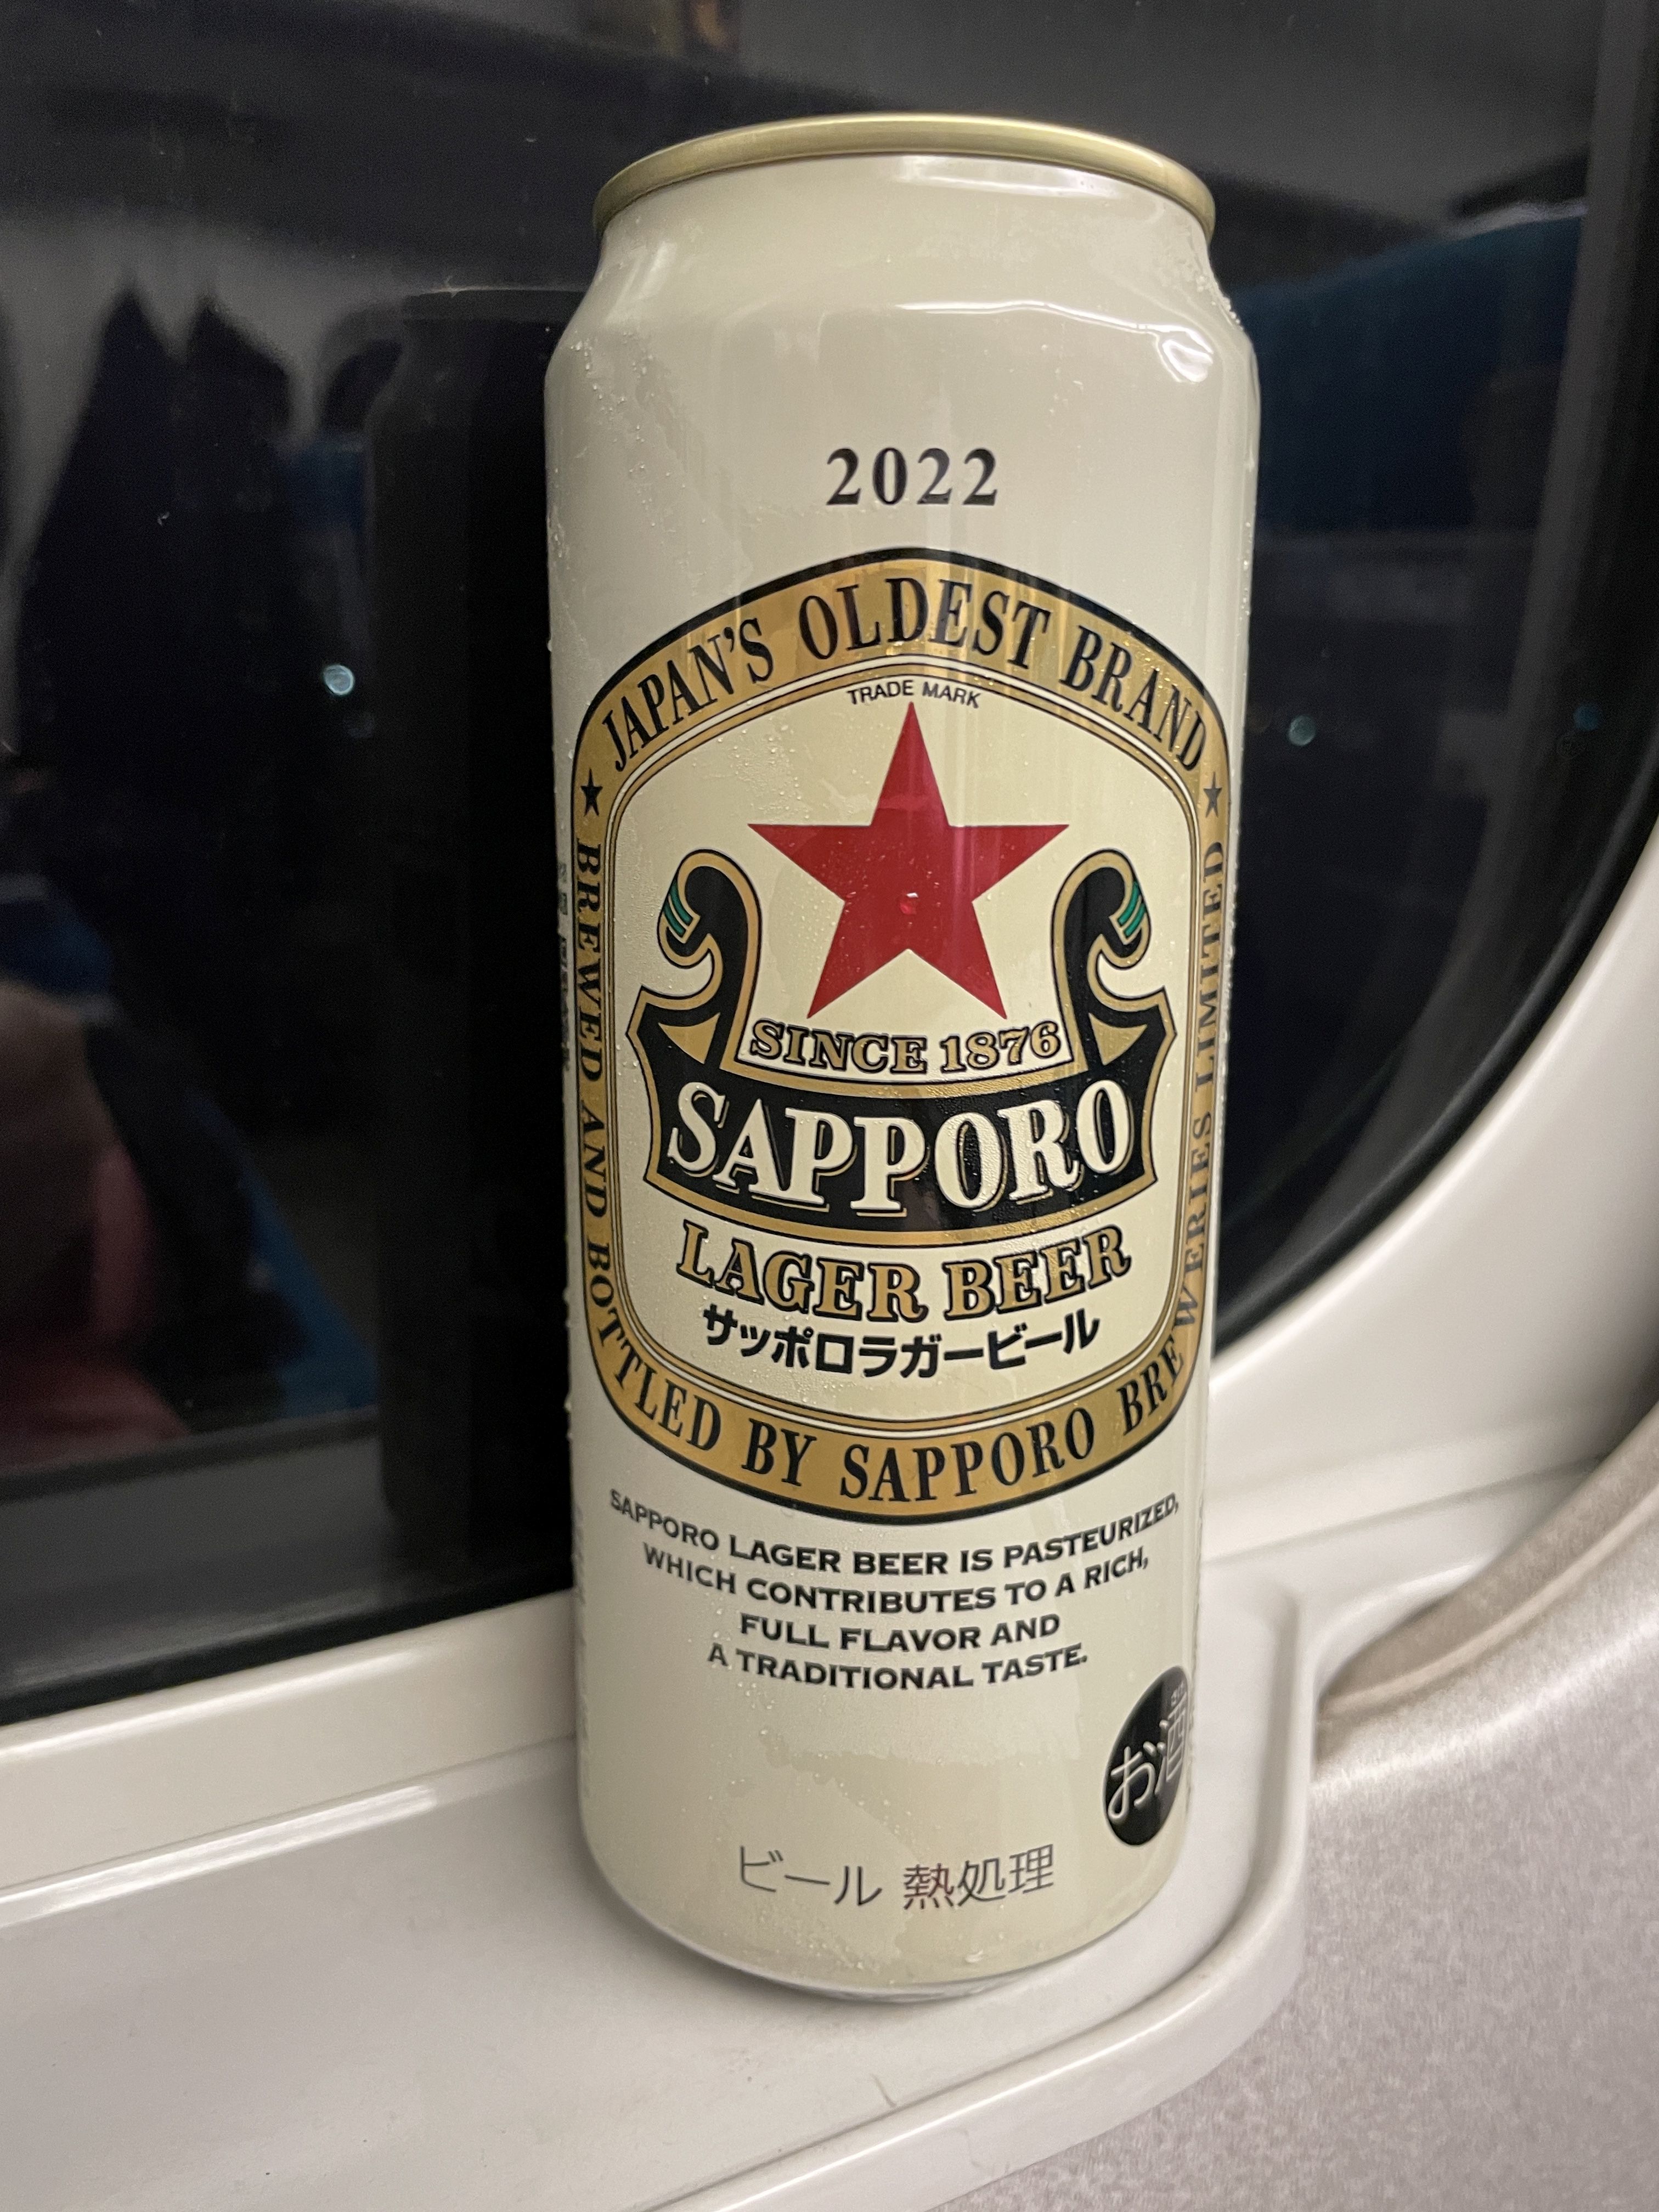 2022
★ JAPAN'S OLDEST BRAND ★
TRADE MARK
SINCE 1876
SAPPORO
LAGER BEER
サッポロラガービール
BREWED AND BOTTLED BY SAPPORO BREWERIES LIMITED
SAPPORO LAGER BEER IS PASTEURIZED,
WHICH CONTRIBUTES TO A RICH,
FULL FLAVOR AND
A TRADITIONAL TASTE.
お酒
ビール 熱処理